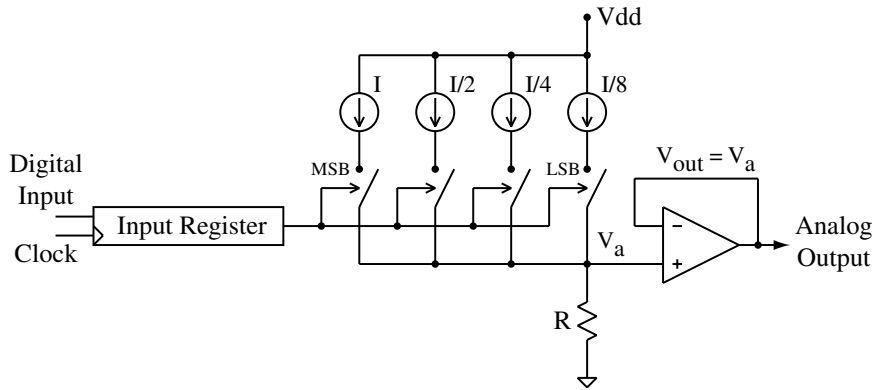 Vdd
I
I/2
I/4
I/8
MSB
LSB
Digital
Input
Clock
Input Register
Vout = Va
Va
−
+
Analog
Output
R